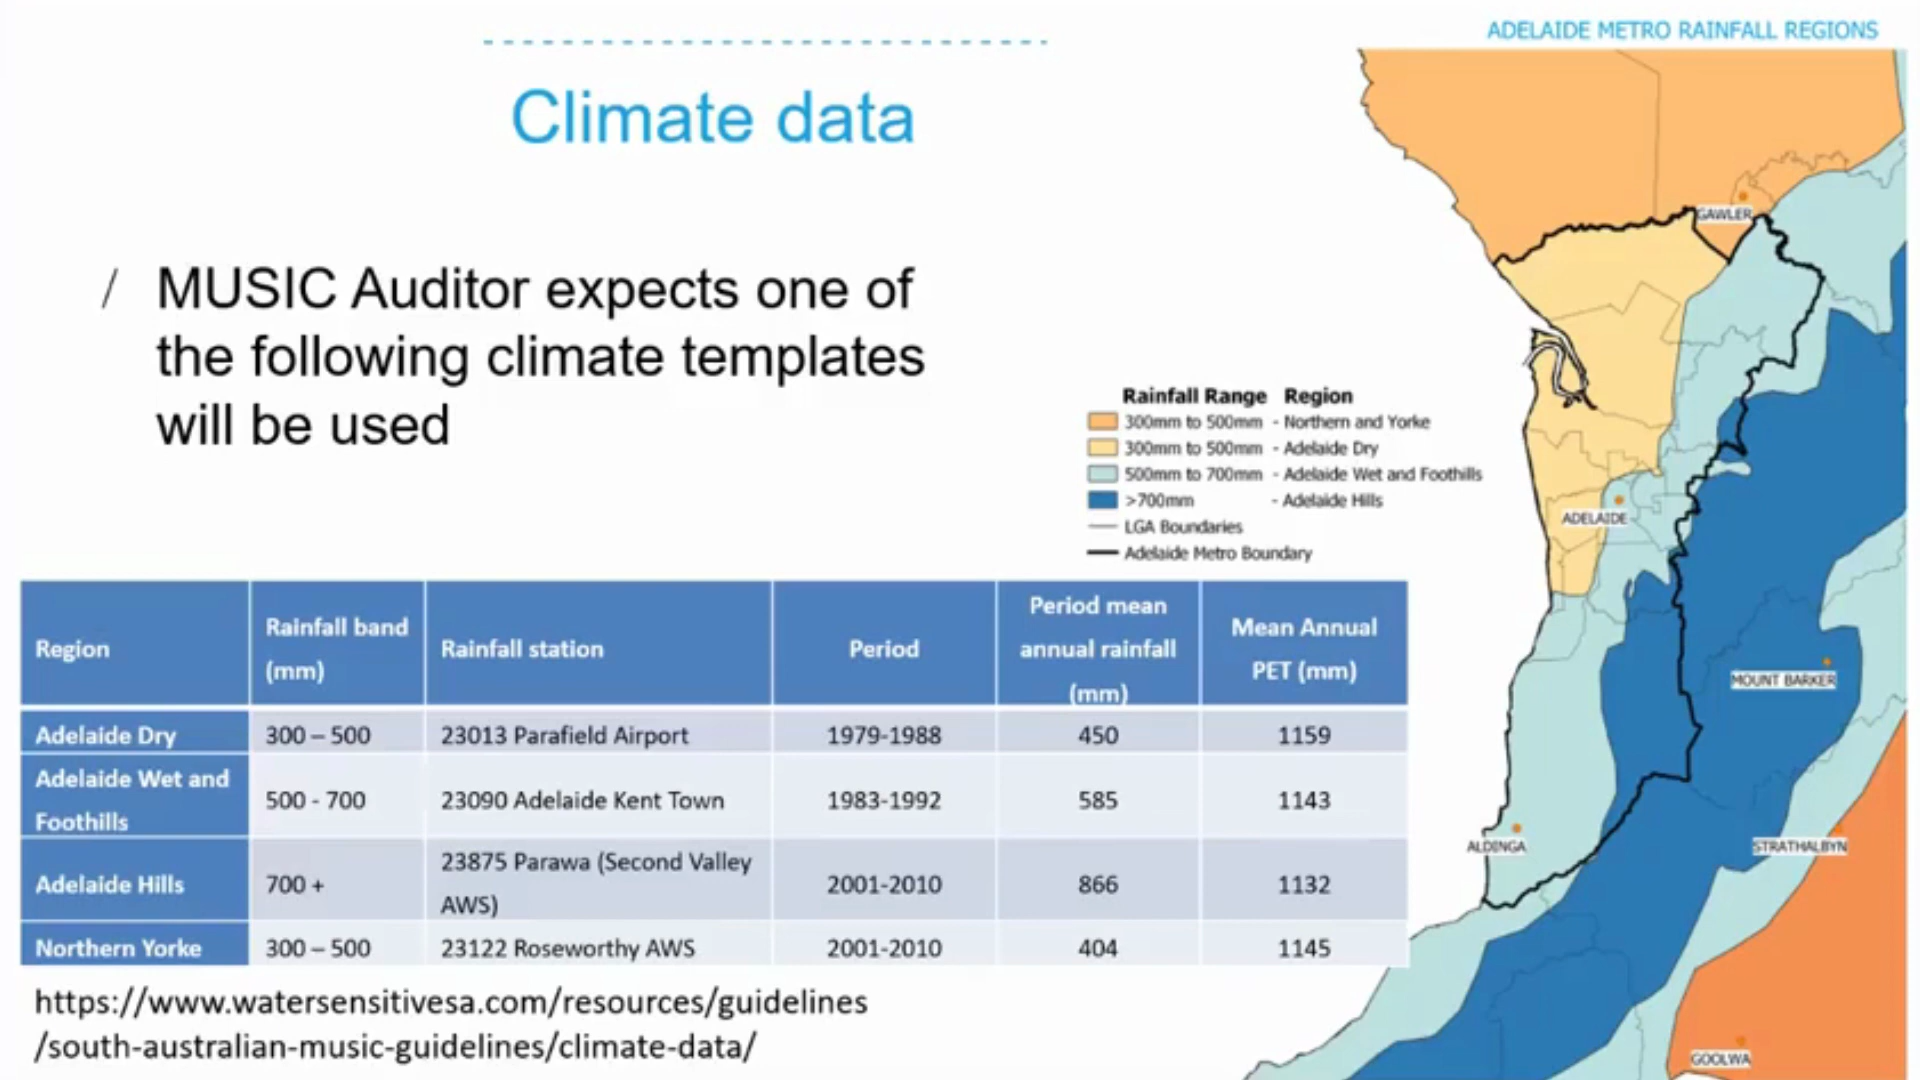 ADELAIDE METRO RAINFALL REGIONS
Climate data
/ MUSIC Auditor expects one of
the following climate templates
will be used
GAWLER
Rainfall Range Region
300mm to 500mm - Northern and Yorke
300mm to 500mm - Adelaide Dry
500mm to 700mm - Adelaide Wet and Foothills
>700mm - Adelaide Hills
LGA Boundaries
Adelaide Metro Boundary
ADELAIDE
MOUNT BARKER
ALDINGA
STRATHALBYN
GOOLWA
Region
Rainfall band
(mm)
Rainfall station
Period
Period mean
annual rainfall
(mm)
Mean Annual
PET (mm)
Adelaide Dry 300 – 500 23013 Parafield Airport 1979-1988 450 1159
Adelaide Wet and
Foothills
500 - 700 23090 Adelaide Kent Town 1983-1992 585 1143
Adelaide Hills 700 +
23875 Parawa (Second Valley
AWS)
2001-2010 866 1132
Northern Yorke 300 – 500 23122 Roseworthy AWS 2001-2010 404 1145
https://www.watersensitivesa.com/resources/guidelines
/south-australian-music-guidelines/climate-data/